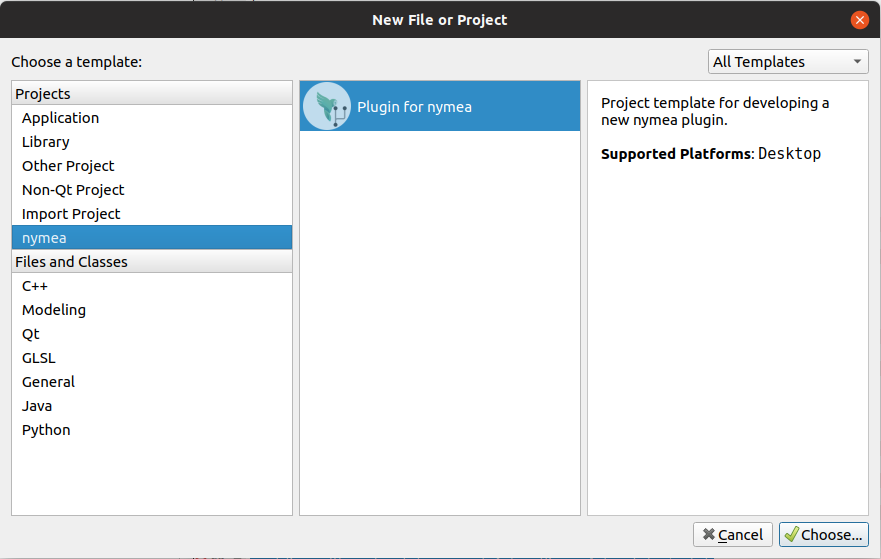 New File or Project
Choose a template:
All Templates
Projects
Application
Library
Other Project
Non-Qt Project
Import Project
nymea
Files and Classes
C++
Modeling
Qt
GLSL
General
Java
Python
Plugin for nymea
Project template for developing a
new nymea plugin.
Supported Platforms: Desktop
Cancel
Choose...